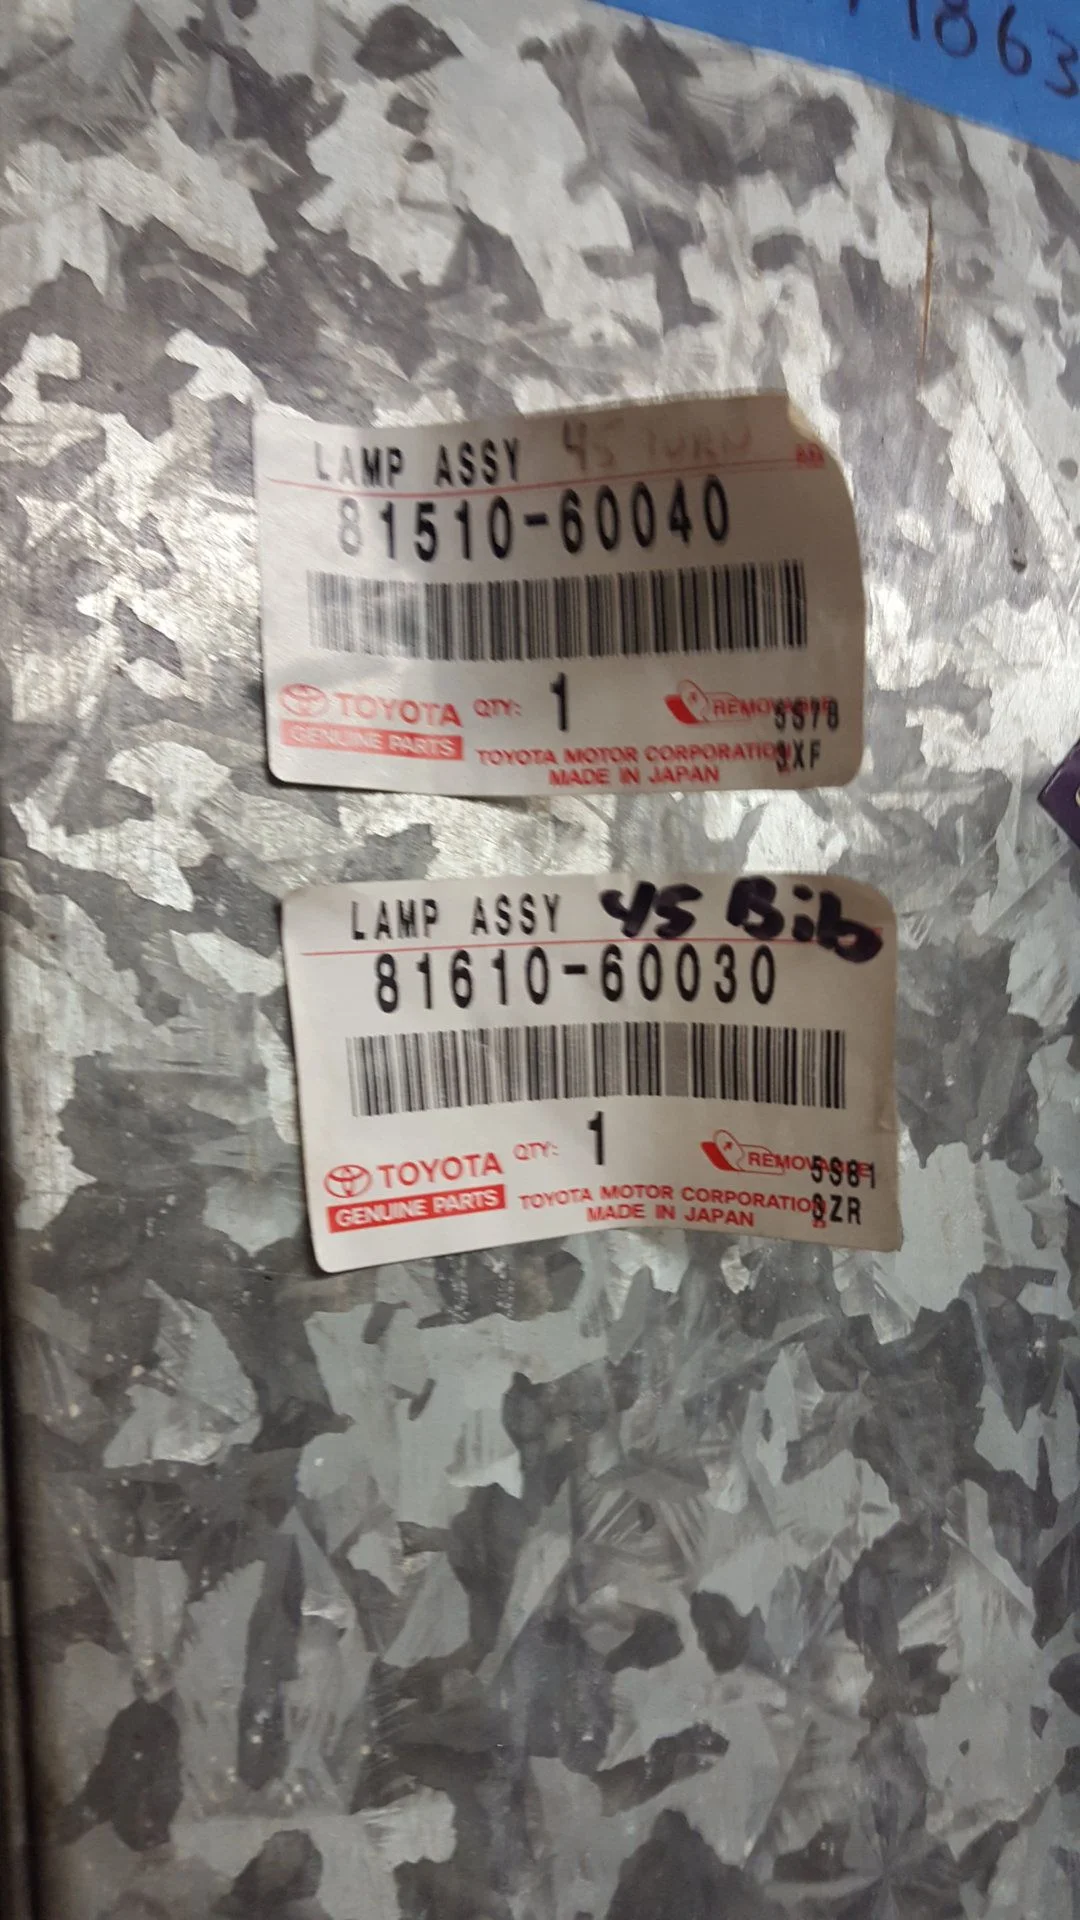 1863
LAMP ASSY 45 TURN
81510-60040
TOYOTA QTY: 1 REMOVABLE 5S78
GENUINE PARTS TOYOTA MOTOR CORPORATION XF
MADE IN JAPAN
LAMP ASSY 45 Bib
81610-60030
TOYOTA QTY: 1 REMOVABLE 5S81
GENUINE PARTS TOYOTA MOTOR CORPORATION ZR
MADE IN JAPAN